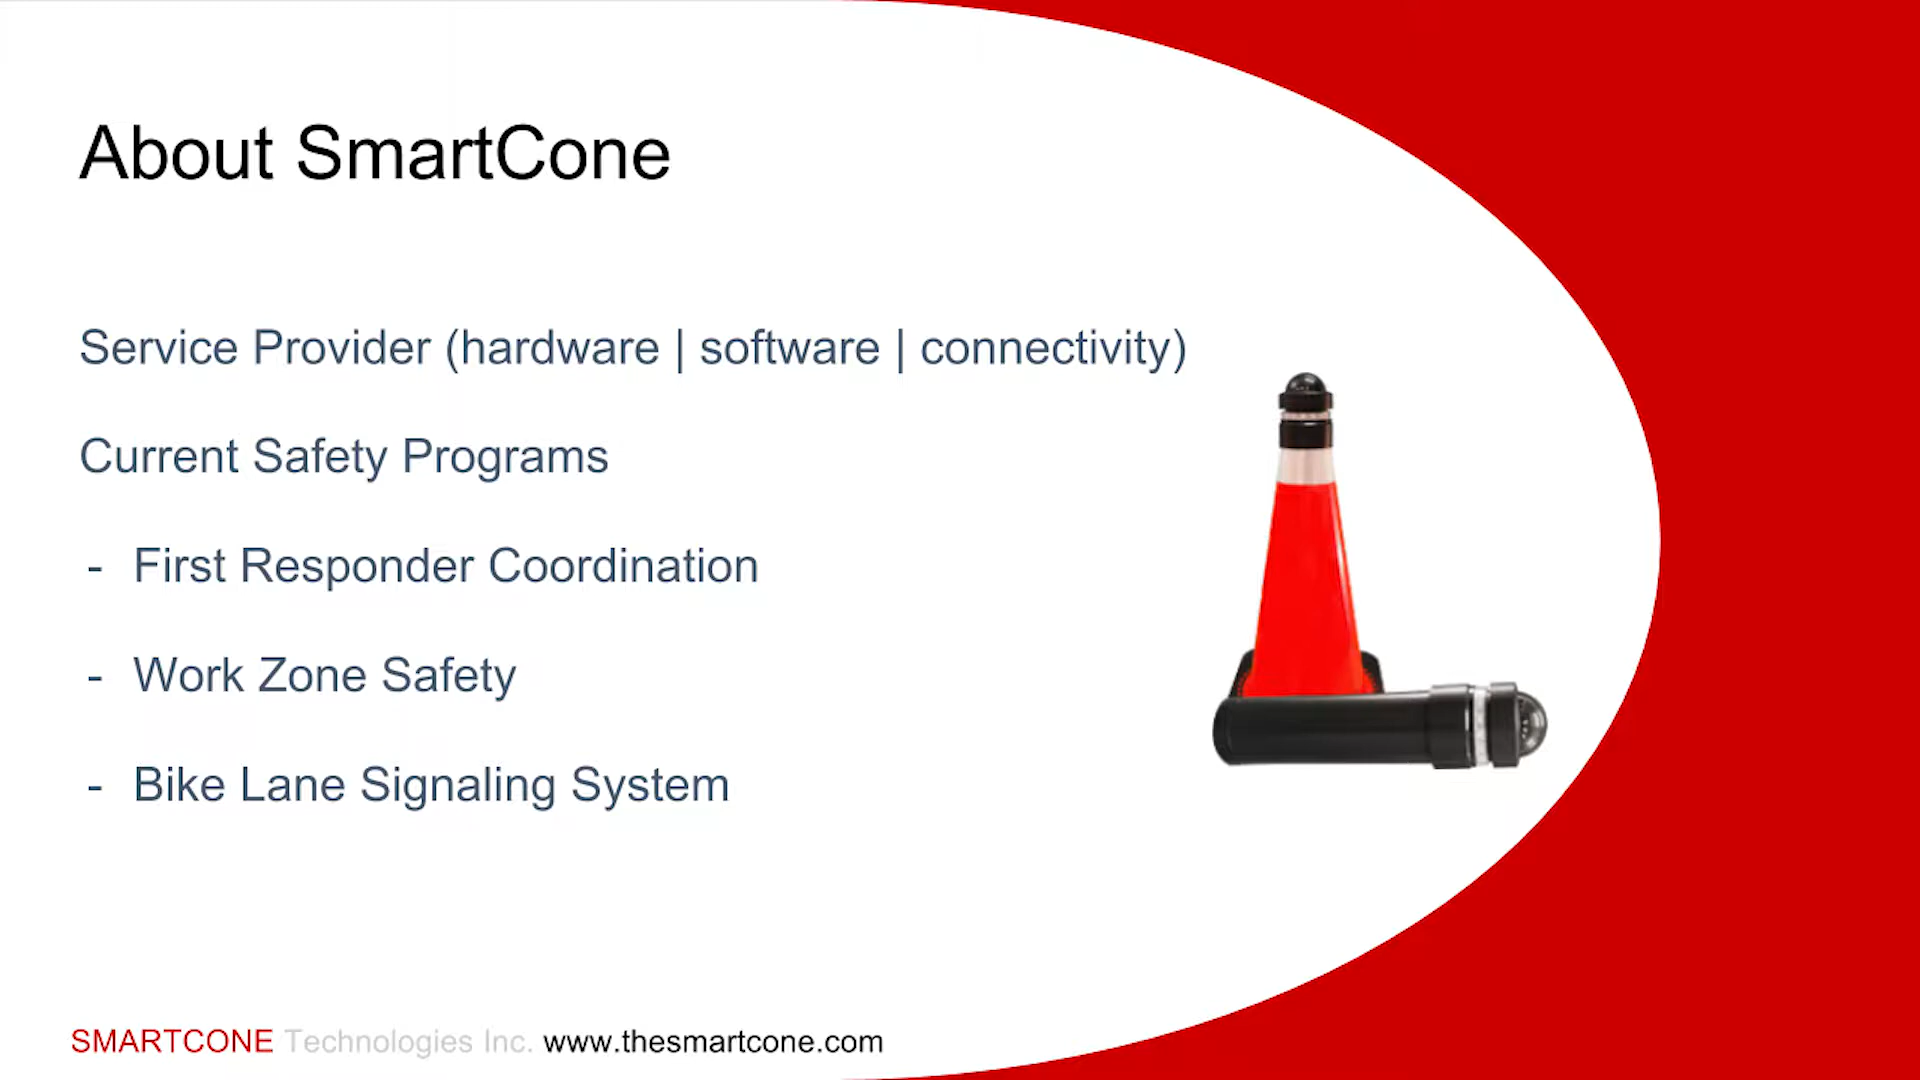 About SmartCone
Service Provider (hardware | software | connectivity)
Current Safety Programs
- First Responder Coordination
- Work Zone Safety
- Bike Lane Signaling System
SMARTCONE Technologies Inc. www.thesmartcone.com